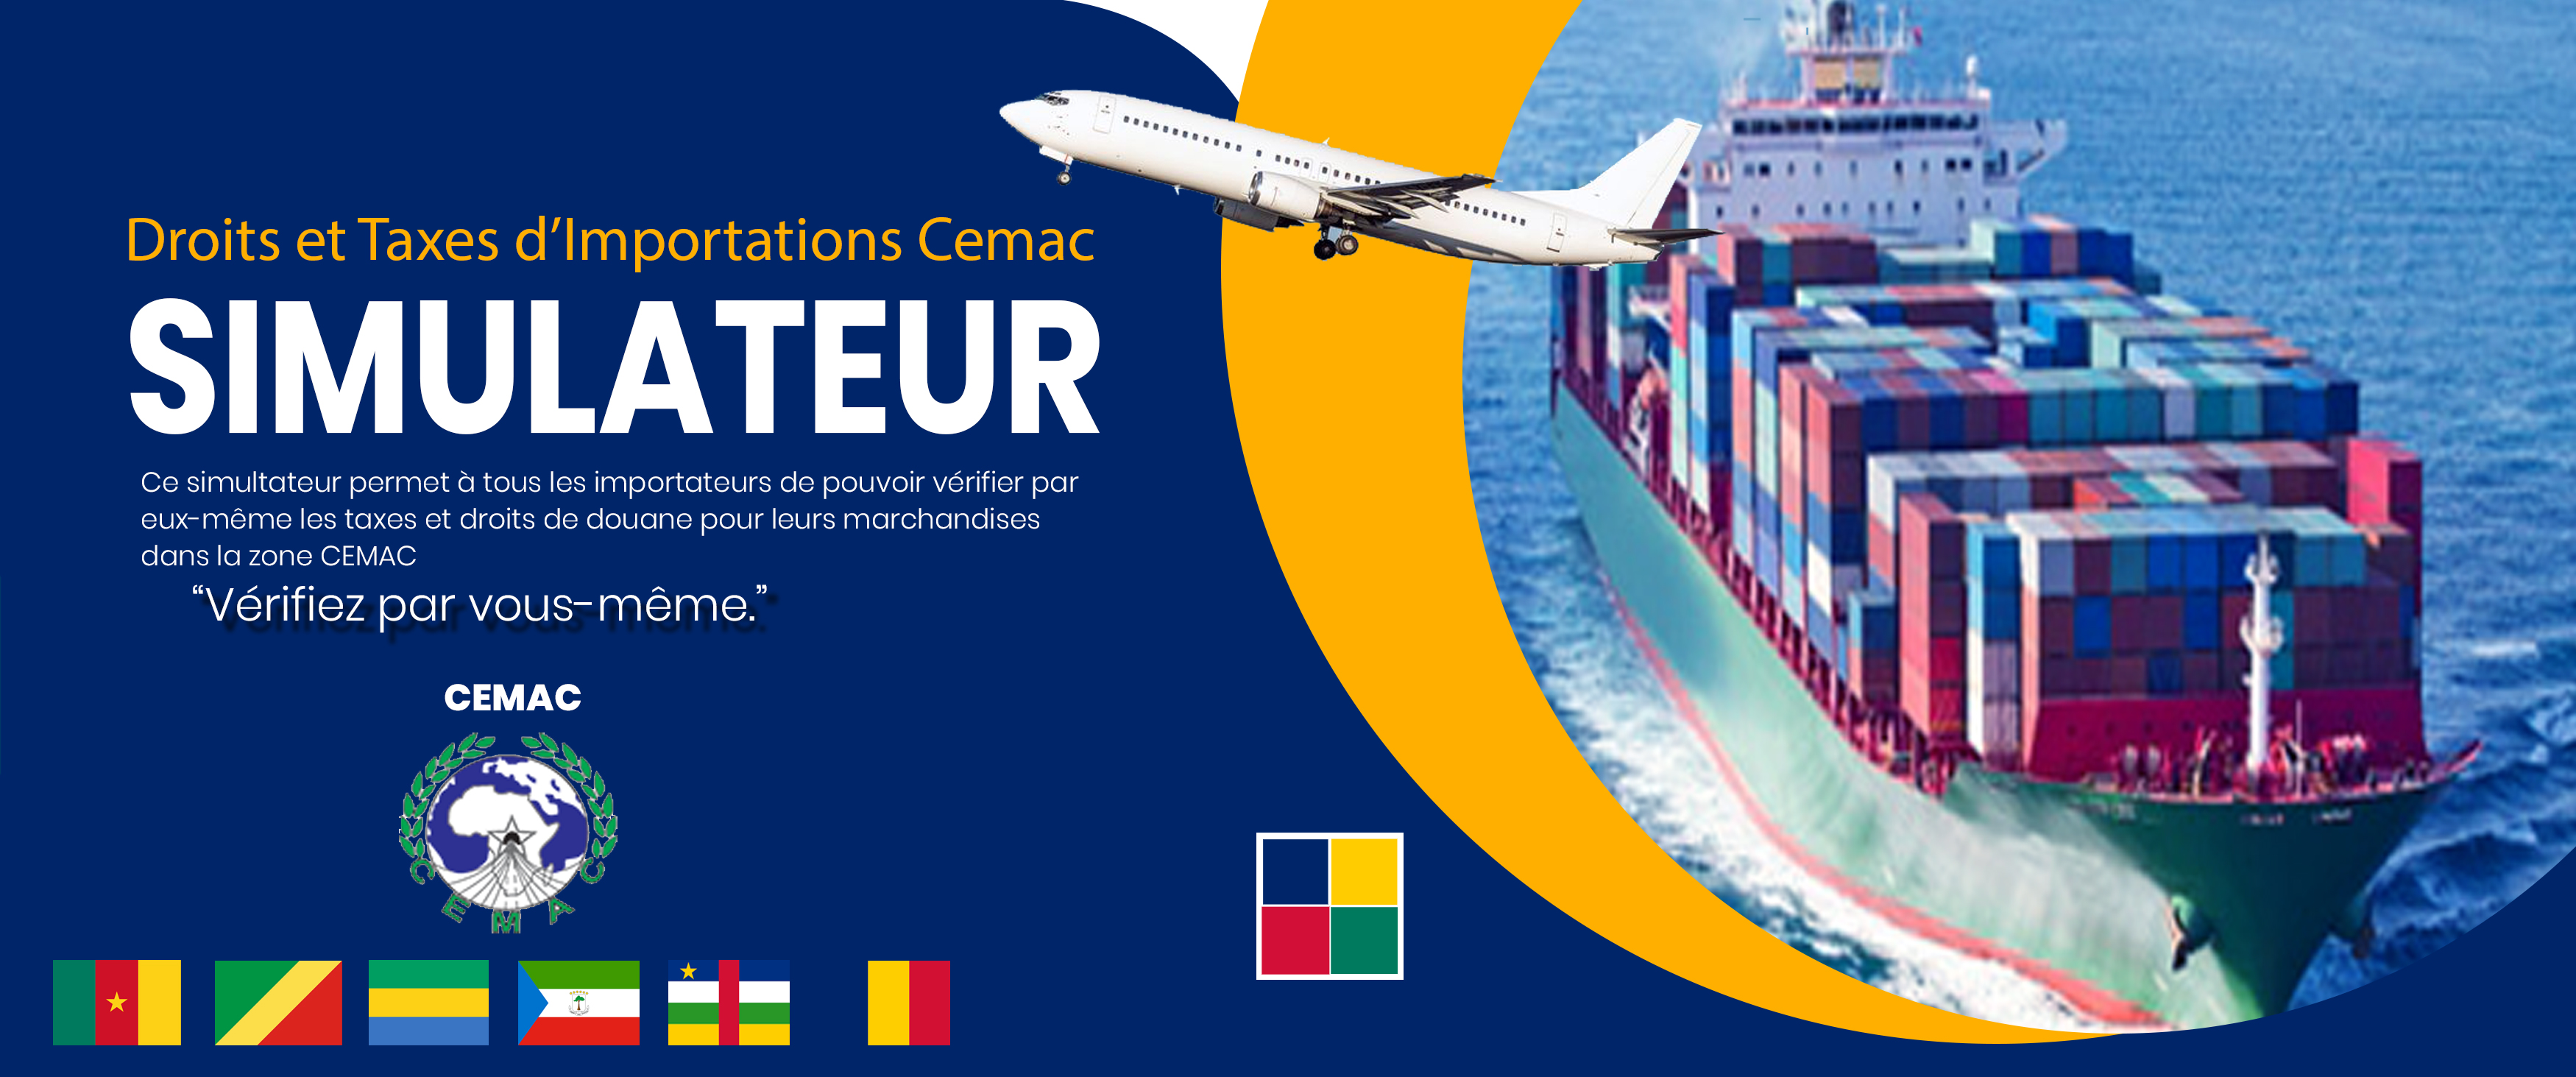 Droits et Taxes d’Importations Cemac
SIMULATEUR
Ce simultateur permet à tous les importateurs de pouvoir vérifier par
eux-même les taxes et droits de douane pour leurs marchandises
dans la zone CEMAC
“Vérifiez par vous-même.”
CEMAC
CEMAC